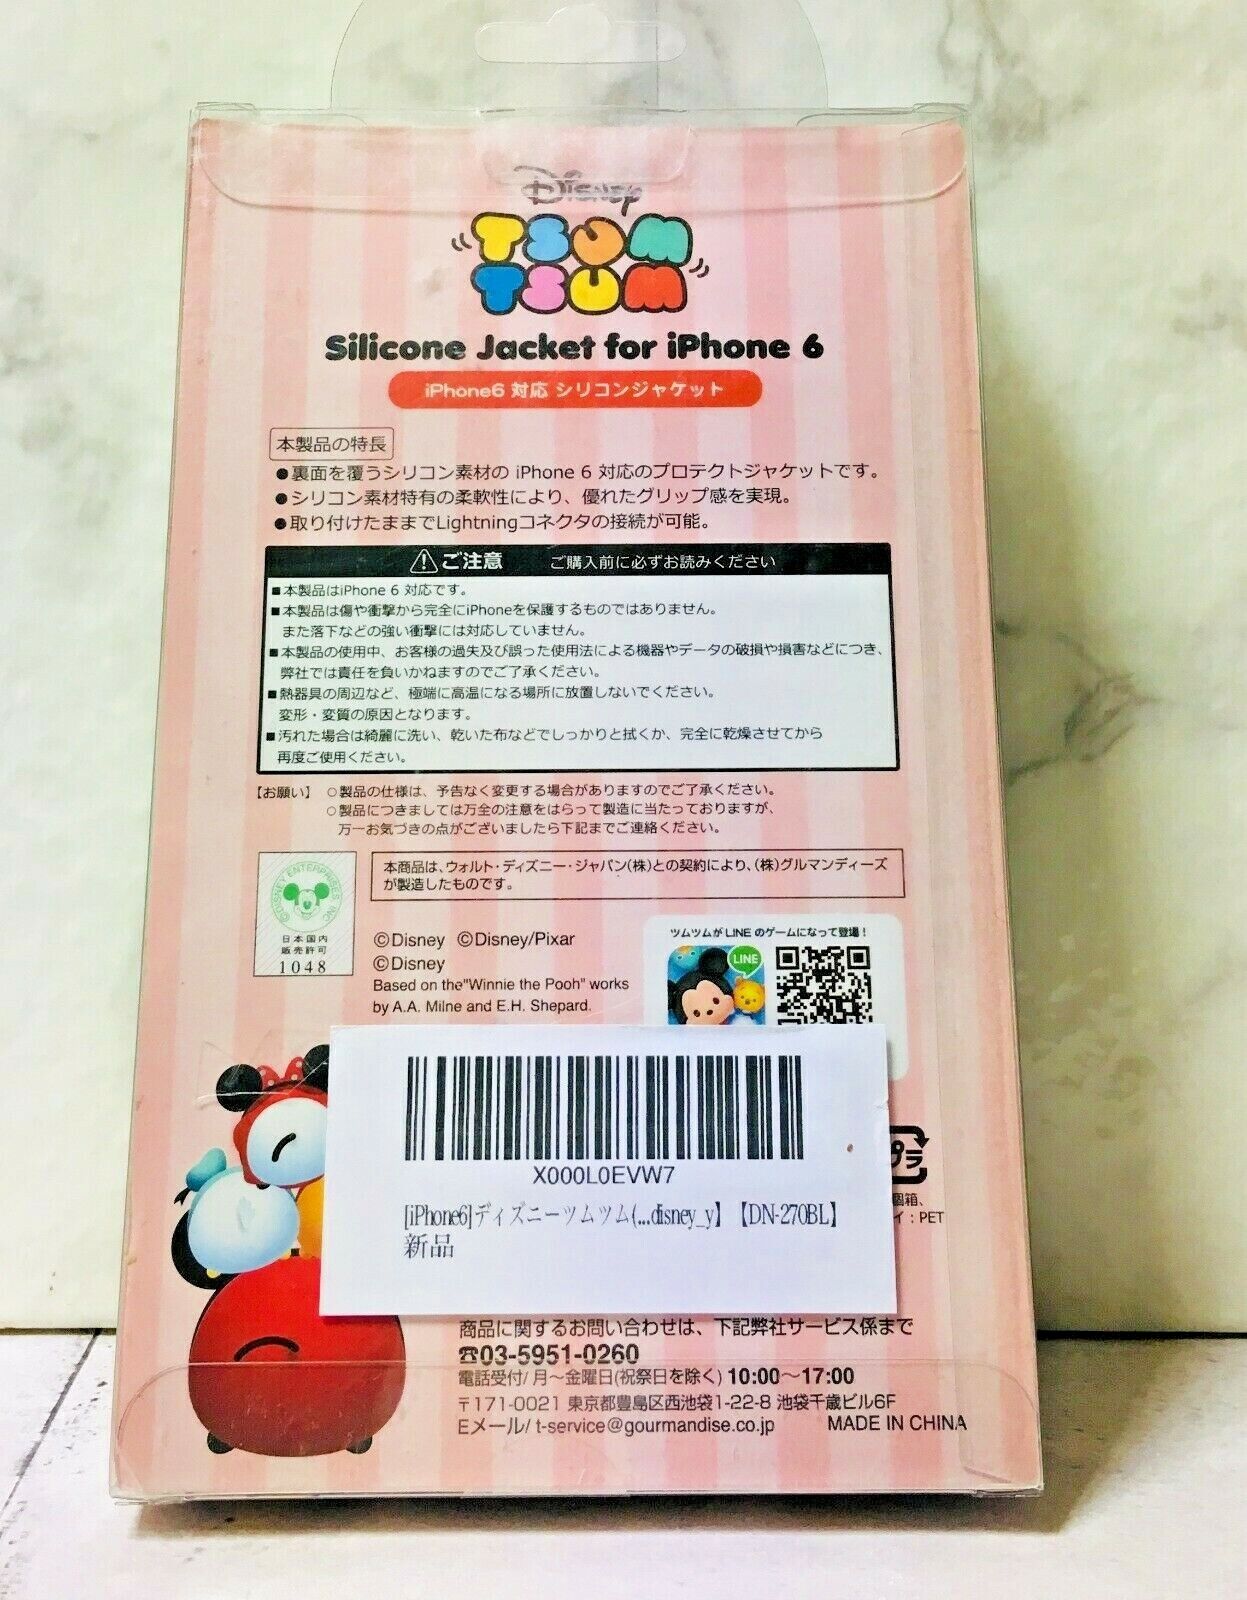 Disney
TSUM
TSUM
Silicone Jacket for iPhone 6
iPhone6 対応 シリコンジャケット
本製品の特長
●裏面を覆うシリコン素材の iPhone 6 対応のプロテクトジャケットです。
●シリコン素材特有の柔軟性により、優れたグリップ感を実現。
●取り付けたままでLightningコネクタの接続が可能。
ご注意 ご購入前に必ずお読みください
■本製品はiPhone 6 対応です。
■本製品は傷や衝撃から完全にiPhoneを保護するものではありません。
また落下などの強い衝撃には対応していません。
■本製品の使用中、お客様の過失及び誤った使用法による機器やデータの破損や損害などにつき、
弊社では責任を負いかねますのでご了承ください。
■熱器具の周辺など、極端に高温になる場所に放置しないでください。
変形・変質の原因となります。
■汚れた場合は綺麗に洗い、乾いた布などでしっかりと拭くか、完全に乾燥させてから
再度ご使用ください。
【お願い】 ○製品の仕様は、予告なく変更する場合がありますのでご了承ください。
○製品につきましては万全の注意をはらって製造に当たっておりますが、
万一お気づきの点がございましたら下記までご連絡ください。
本商品は、ウォルト・ディズニー・ジャパン(株)との契約により、(株)グルマンディーズ
が製造したものです。
©DISNEY ENTERPRISES INC
日本国内
販売許可
1048
©Disney ©Disney/Pixar
©Disney
Based on the"Winnie the Pooh" works
by A.A. Milne and E.H. Shepard.
ツムツムが LINE のゲームになって登場!
LINE
X000L0EVW7
[iPhone6]ディズニーツムツム(...disney_y】【DN-270BL】
新品
プラ
個箱、
イ:PET
商品に関するお問い合わせは、下記弊社サービス係まで
☎03-5951-0260
電話受付/ 月～金曜日(祝祭日を除く) 10:00～17:00
〒171-0021 東京都豊島区西池袋1-22-8 池袋千歳ビル6F
Eメール/ t-service@gourmandise.co.jp MADE IN CHINA